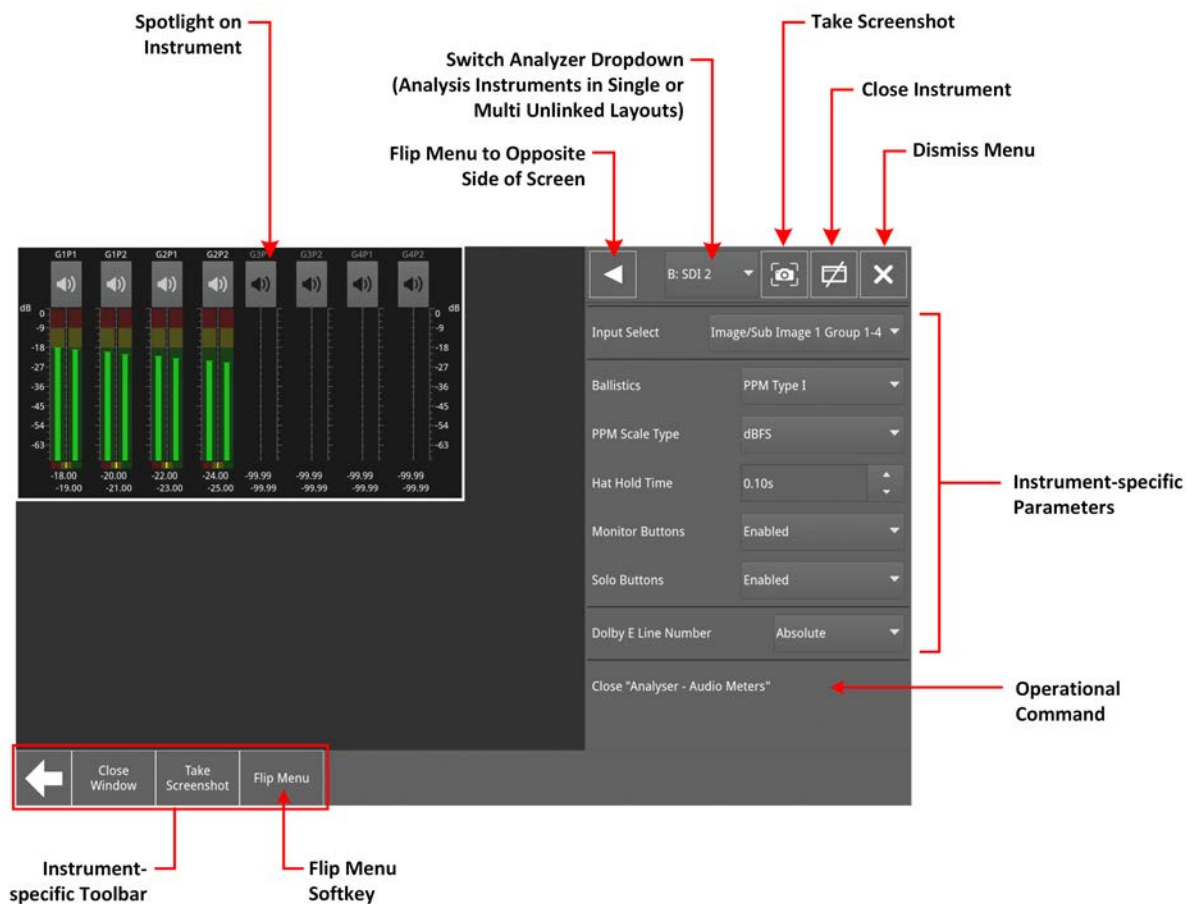 Spotlight on
Instrument
Take Screenshot
Switch Analyzer Dropdown
(Analysis Instruments in Single or
Multi Unlinked Layouts)
Close Instrument
Flip Menu to Opposite
Side of Screen
Dismiss Menu
G1P1 G1P2 G2P1 G2P2 G3P1 G3P2 G4P1 G4P2
B: SDI 2
dB dB
0 0
-9 -9
-18 -18
-27 -27
-36 -36
-45 -45
-54 -54
-63 -63
-18.00 -20.00 -22.00 -24.00 -99.99 -99.99 -99.99 -99.99
-19.00 -21.00 -23.00 -25.00 -99.99 -99.99 -99.99 -99.99
Input Select Image/Sub Image 1 Group 1-4
Ballistics PPM Type I
PPM Scale Type dBFS
Hat Hold Time 0.10s
Monitor Buttons Enabled
Solo Buttons Enabled
Dolby E Line Number Absolute
Close "Analyser - Audio Meters"
Instrument-specific
Parameters
Operational
Command
Close
Window
Take
Screenshot
Flip Menu
Instrument-
specific Toolbar
Flip Menu
Softkey